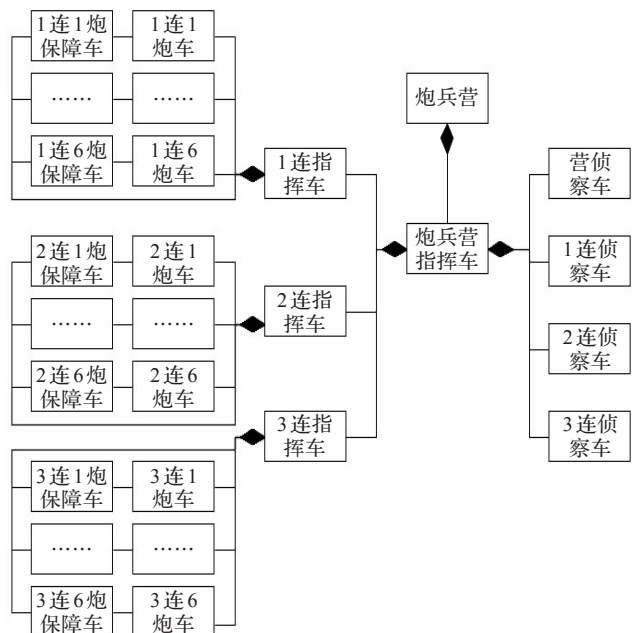 1连1炮
保障车
1连1
炮车
……
……
1连6炮
保障车
1连6
炮车
1连指
挥车
2连1炮
保障车
2连1
炮车
……
……
2连6炮
保障车
2连6
炮车
2连指
挥车
3连指
挥车
3连1炮
保障车
3连1
炮车
……
……
3连6炮
保障车
3连6
炮车
炮兵营
炮兵营
指挥车
营侦
察车
1连侦
察车
2连侦
察车
3连侦
察车